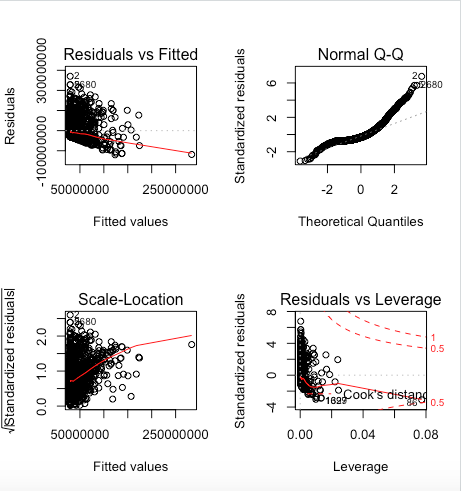 Residuals vs Fitted
Residuals
-100000000
300000000
2
2680
50000000
250000000
Fitted values
Normal Q-Q
Standardized residuals
-2
2
6
2
2680
-2
0
2
Theoretical Quantiles
Scale-Location
√|Standardized residuals|
0.0
1.0
2.0
2
2680
50000000
250000000
Fitted values
Residuals vs Leverage
Standardized residuals
-4
0
4
8
1
0.5
0.5
Cook's distanc
86
0.00
0.04
0.08
Leverage